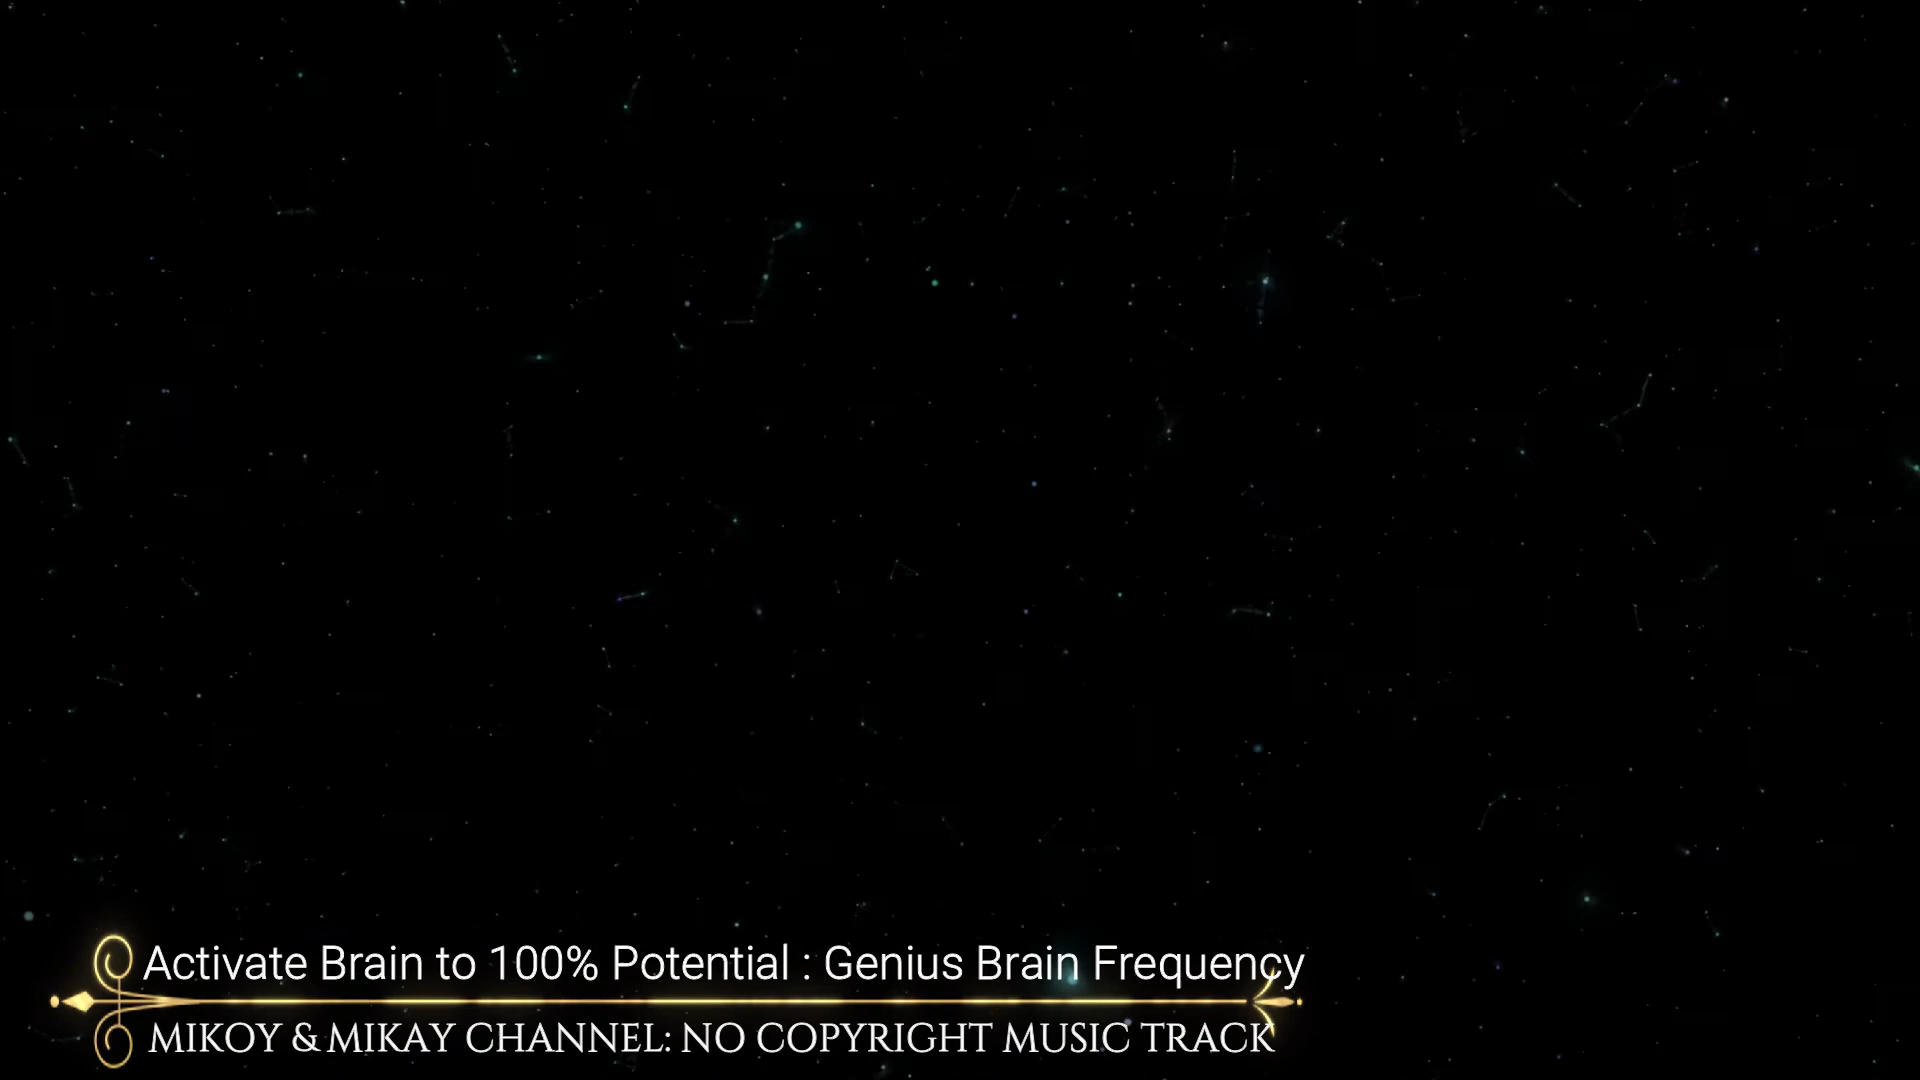 Activate Brain to 100% Potential : Genius Brain Frequency
MIKOY & MIKAY CHANNEL: NO COPYRIGHT MUSIC TRACK